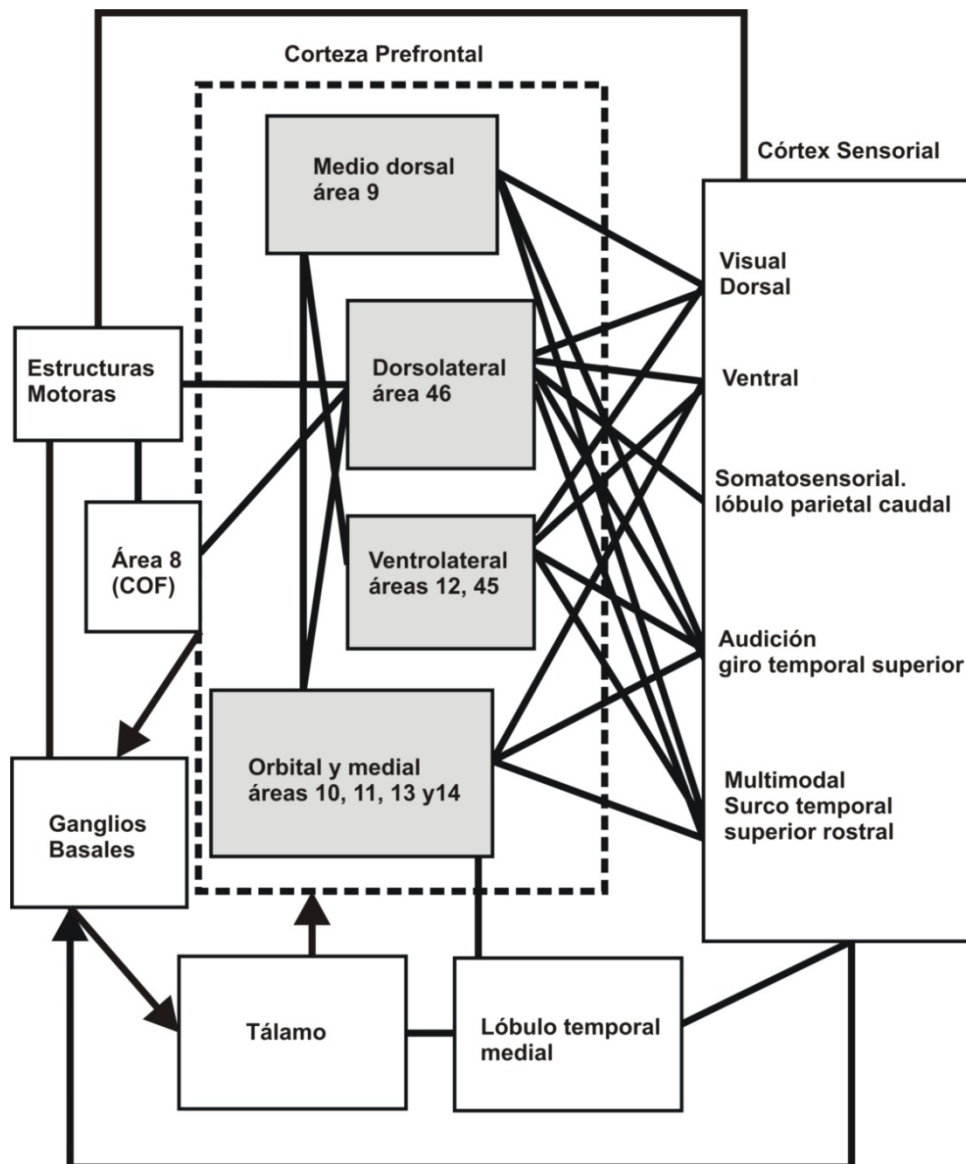 Corteza Prefrontal
Medio dorsal
área 9
Córtex Sensorial
Visual
Dorsal
Estructuras
Motoras
Dorsolateral
área 46
Ventral
Somatosensorial.
lóbulo parietal caudal
Área 8
(COF)
Ventrolateral
áreas 12, 45
Audición
giro temporal superior
Orbital y medial
áreas 10, 11, 13 y14
Multimodal
Surco temporal
superior rostral
Ganglios
Basales
Tálamo
Lóbulo temporal
medial